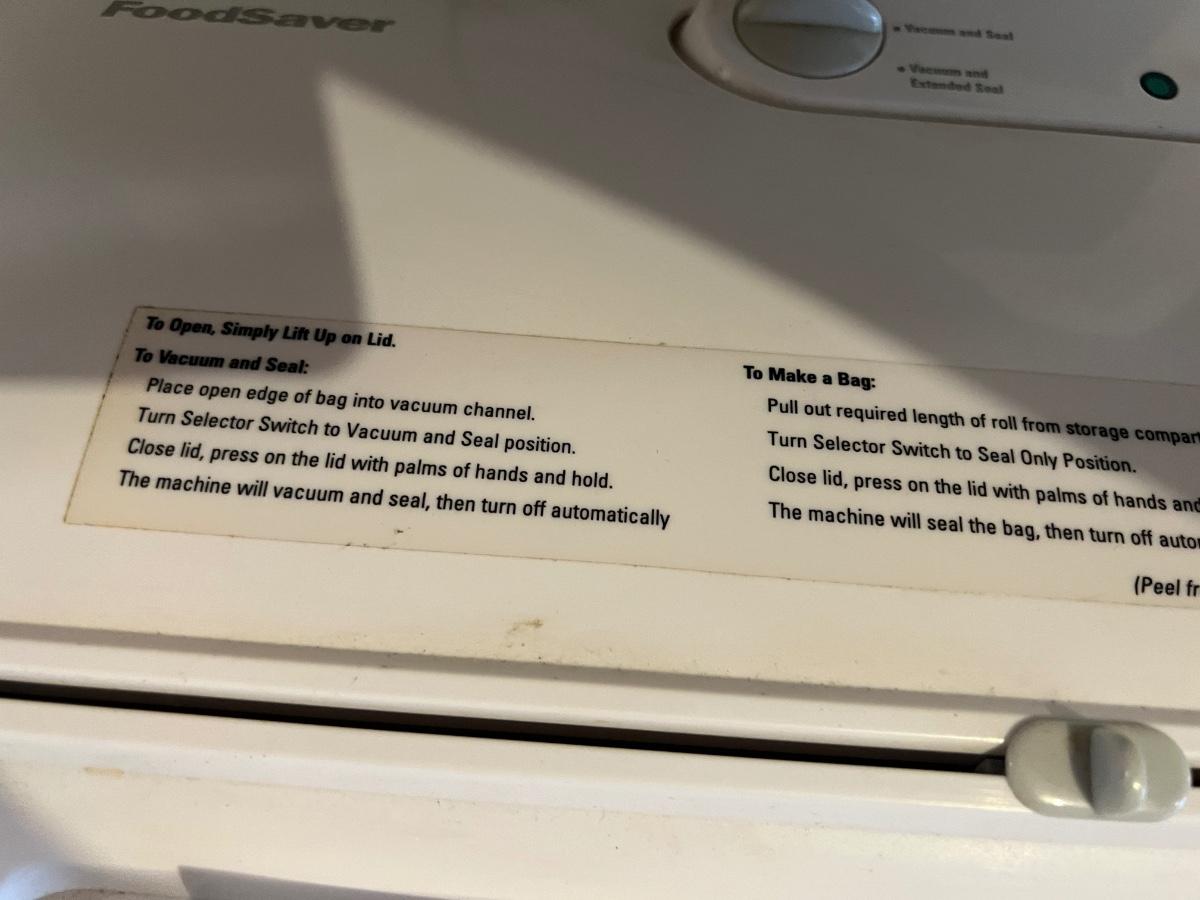 FoodSaver
Vacuum and Seal
Vacuum and
Extended Seal
To Open, Simply Lift Up on Lid.
To Vacuum and Seal:
Place open edge of bag into vacuum channel.
Turn Selector Switch to Vacuum and Seal position.
Close lid, press on the lid with palms of hands and hold.
The machine will vacuum and seal, then turn off automatically
To Make a Bag:
Pull out required length of roll from storage
Turn Selector Switch to Seal Only Position.
Close lid, press on the lid with palms of hands and
The machine will seal the bag, then turn off
(Peel